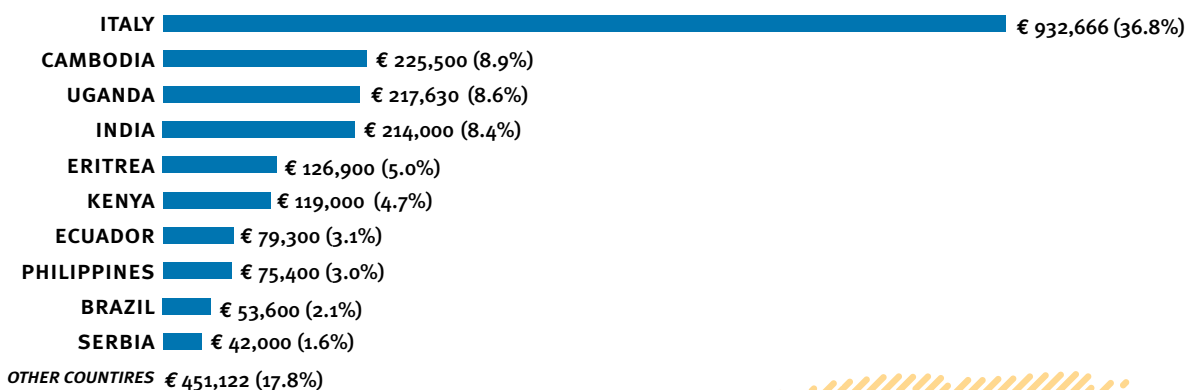 ITALY € 932,666 (36.8%)
CAMBODIA € 225,500 (8.9%)
UGANDA € 217,630 (8.6%)
INDIA € 214,000 (8.4%)
ERITREA € 126,900 (5.0%)
KENYA € 119,000 (4.7%)
ECUADOR € 79,300 (3.1%)
PHILIPPINES € 75,400 (3.0%)
BRAZIL € 53,600 (2.1%)
SERBIA € 42,000 (1.6%)
OTHER COUNTIRES € 451,122 (17.8%)